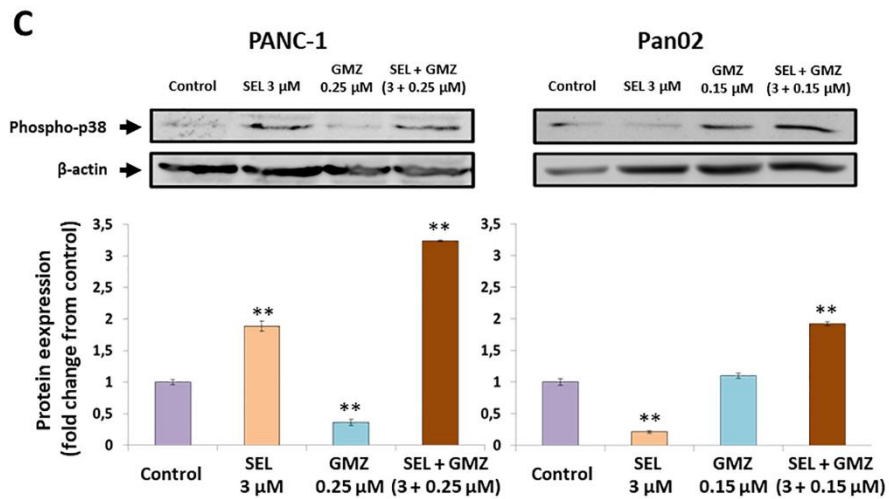 C
PANC-1
Pan02
Control
SEL 3 μM
GMZ
0.25 μM
SEL + GMZ
(3 + 0.25 μM)
Control
SEL 3 μM
GMZ
0.15 μM
SEL + GMZ
(3 + 0.15 μM)
Phospho-p38
β-actin
Protein eexpression
(fold change from control)
3,5
3
2,5
2
1,5
1
0,5
0
**
**
**
Control
SEL
3 μM
GMZ
0.25 μM
SEL + GMZ
(3 + 0.25 μM)
3,5
3
2,5
2
1,5
1
0,5
0
**
**
Control
SEL
3 μM
GMZ
0.15 μM
SEL + GMZ
(3 + 0.15 μM)